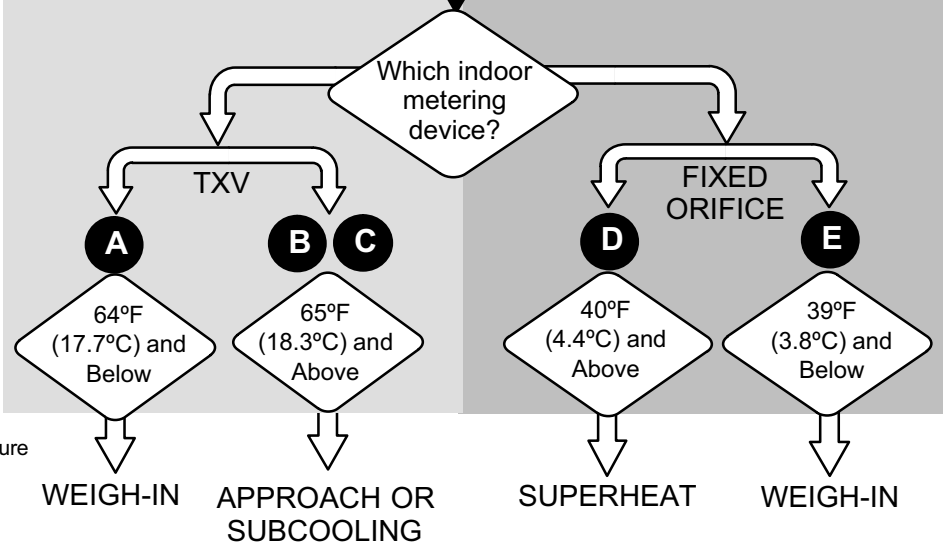 Which indoor
metering
device?
TXV
FIXED
ORIFICE
A
B
C
D
E
64ºF
(17.7ºC) and
Below
65ºF
(18.3ºC) and
Above
40ºF
(4.4ºC) and
Above
39ºF
(3.8ºC) and
Below
WEIGH-IN
APPROACH OR
SUBCOOLING
SUPERHEAT
WEIGH-IN